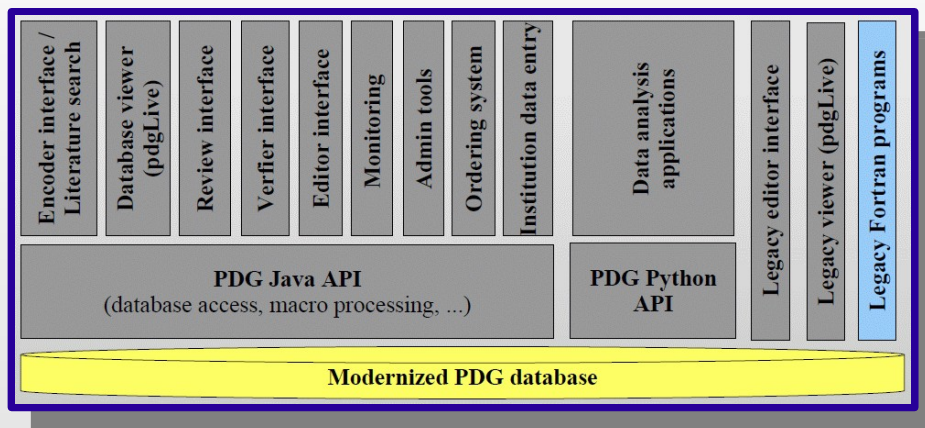 Encoder interface /
Literature search
Database viewer
(pdgLive)
Review interface
Verfier interface
Editor interface
Monitoring
Admin tools
Ordering system
Institution data entry
Data analysis
applications
Legacy editor interface
Legacy viewer (pdgLive)
Legacy Fortran programs
PDG Java API
(database access, macro processing, ...)
PDG Python
API
Modernized PDG database